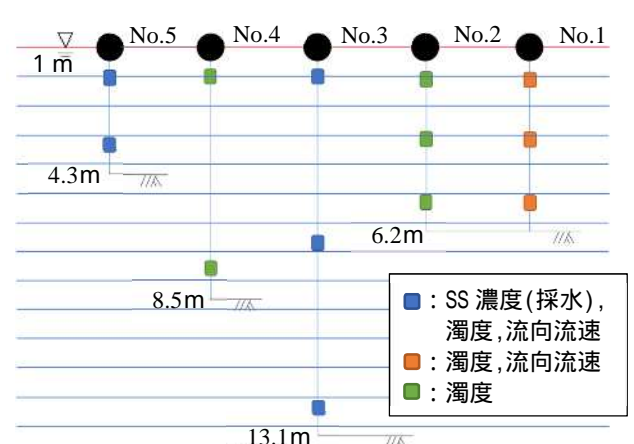 No.5 No.4 No.3 No.2 No.1
1 m
4.3m
6.2m
8.5m
13.1m
：SS 濃度(採水),
濁度,流向流速
：濁度,流向流速
：濁度